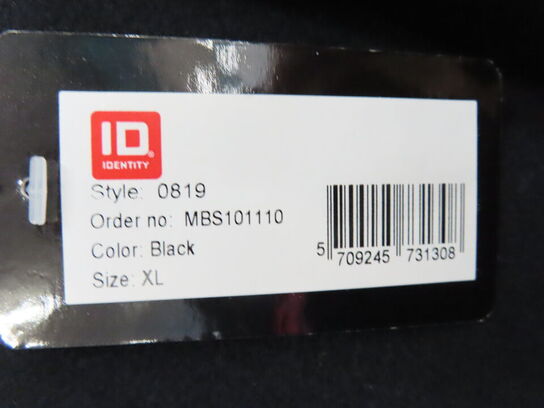 ID®
IDENTITY
Style: 0819
Order no: MBS101110
Color: Black
Size: XL
5 709245 731308